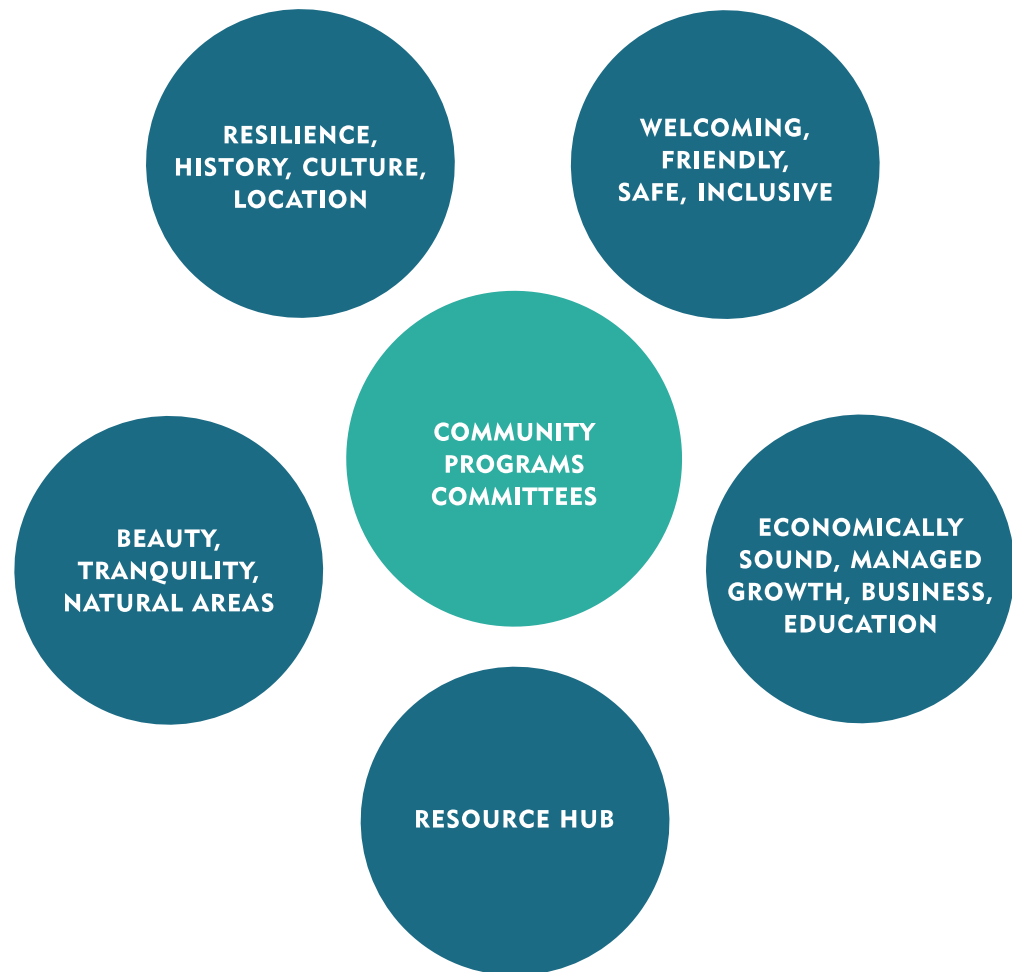 RESILIENCE,
HISTORY, CULTURE,
LOCATION
WELCOMING,
FRIENDLY,
SAFE, INCLUSIVE
COMMUNITY
PROGRAMS
COMMITTEES
BEAUTY,
TRANQUILITY,
NATURAL AREAS
ECONOMICALLY
SOUND, MANAGED
GROWTH, BUSINESS,
EDUCATION
RESOURCE HUB